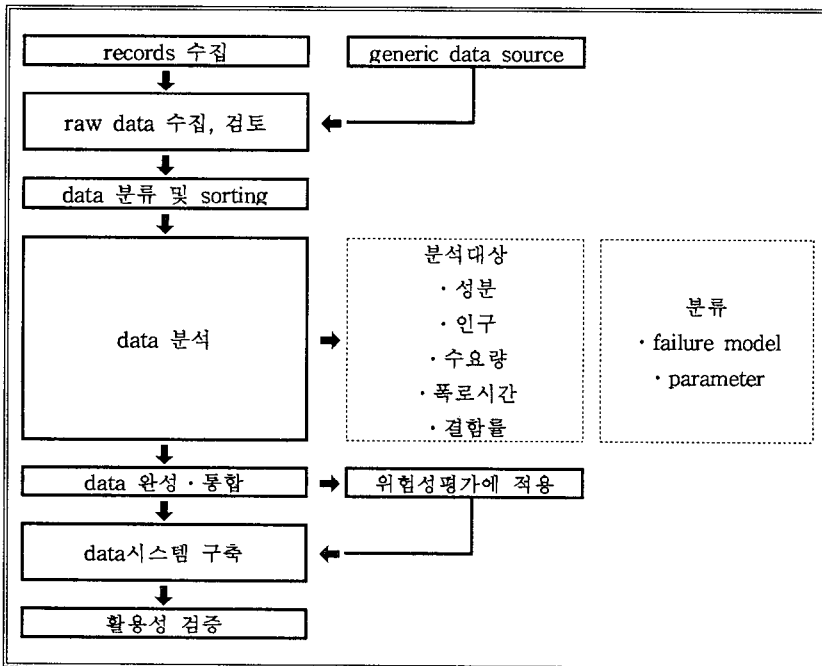 records 수집
generic data source
raw data 수집, 검토
data 분류 및 sorting
data 분석
분석대상
· 성분
· 인구
· 수요량
· 폭로시간
· 결함률
분류
· failure model
· parameter
data 완성 · 통합
위험성평가에 적용
data시스템 구축
활용성 검증